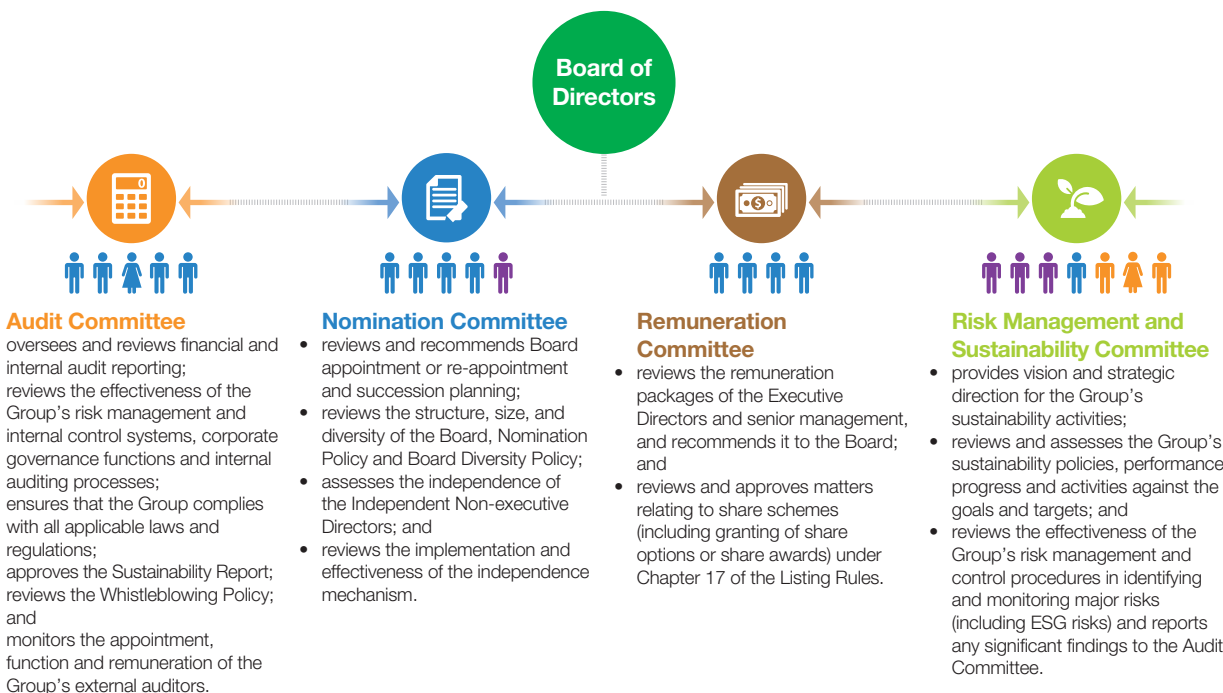 Board of
Directors
0
Audit Committee
oversees and reviews financial and
internal audit reporting;
reviews the effectiveness of the
Group's risk management and
internal control systems, corporate
governance functions and internal
auditing processes;
ensures that the Group complies
with all applicable laws and
regulations;
approves the Sustainability Report;
reviews the Whistleblowing Policy;
and
monitors the appointment,
function and remuneration of the
Group's external auditors.
Nomination Committee
• reviews and recommends Board
appointment or re-appointment
and succession planning;
• reviews the structure, size, and
diversity of the Board, Nomination
Policy and Board Diversity Policy;
• assesses the independence of
the Independent Non-executive
Directors; and
• reviews the implementation and
effectiveness of the independence
mechanism.
$
Remuneration
Committee
• reviews the remuneration
packages of the Executive
Directors and senior management,
and recommends it to the Board;
and
• reviews and approves matters
relating to share schemes
(including granting of share
options or share awards) under
Chapter 17 of the Listing Rules.
Risk Management and
Sustainability Committee
• provides vision and strategic
direction for the Group's
sustainability activities;
• reviews and assesses the Group's
sustainability policies, performance
progress and activities against the
goals and targets; and
• reviews the effectiveness of the
Group's risk management and
control procedures in identifying
and monitoring major risks
(including ESG risks) and reports
any significant findings to the Audit
Committee.